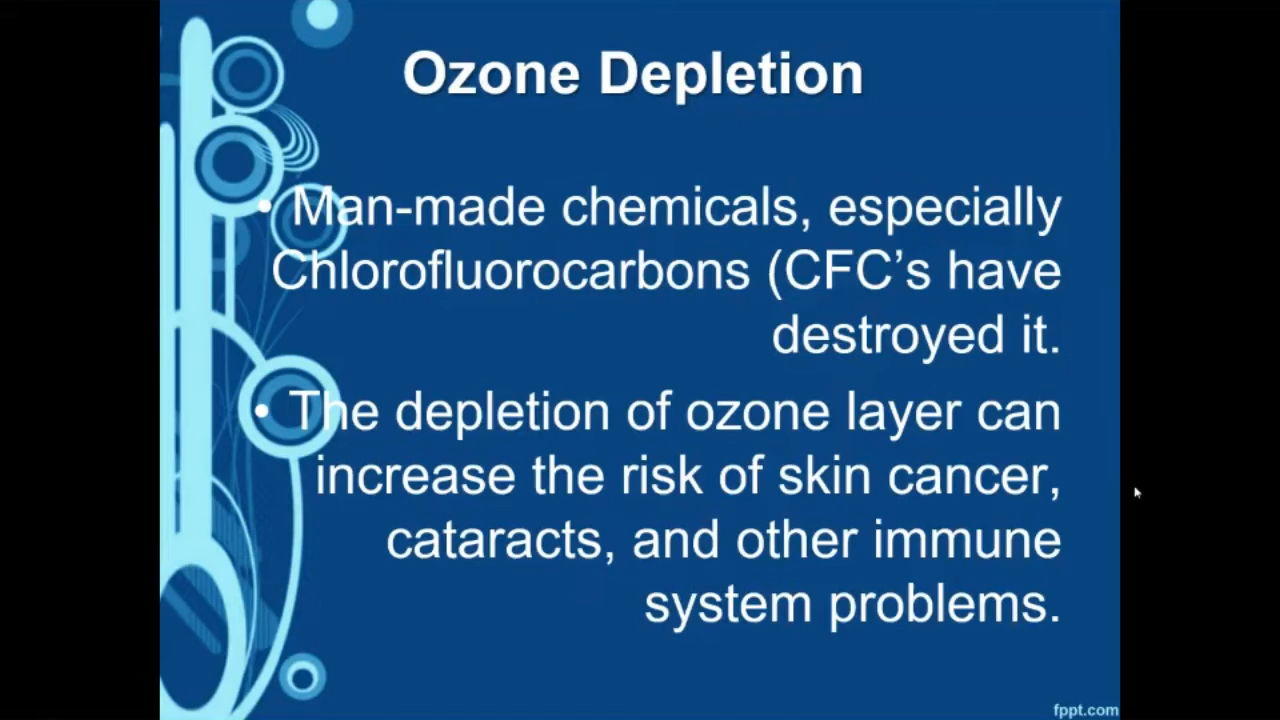 Ozone Depletion
• Man-made chemicals, especially
Chlorofluorocarbons (CFC’s have
destroyed it.
• The depletion of ozone layer can
increase the risk of skin cancer,
cataracts, and other immune
system problems.
fppt.com